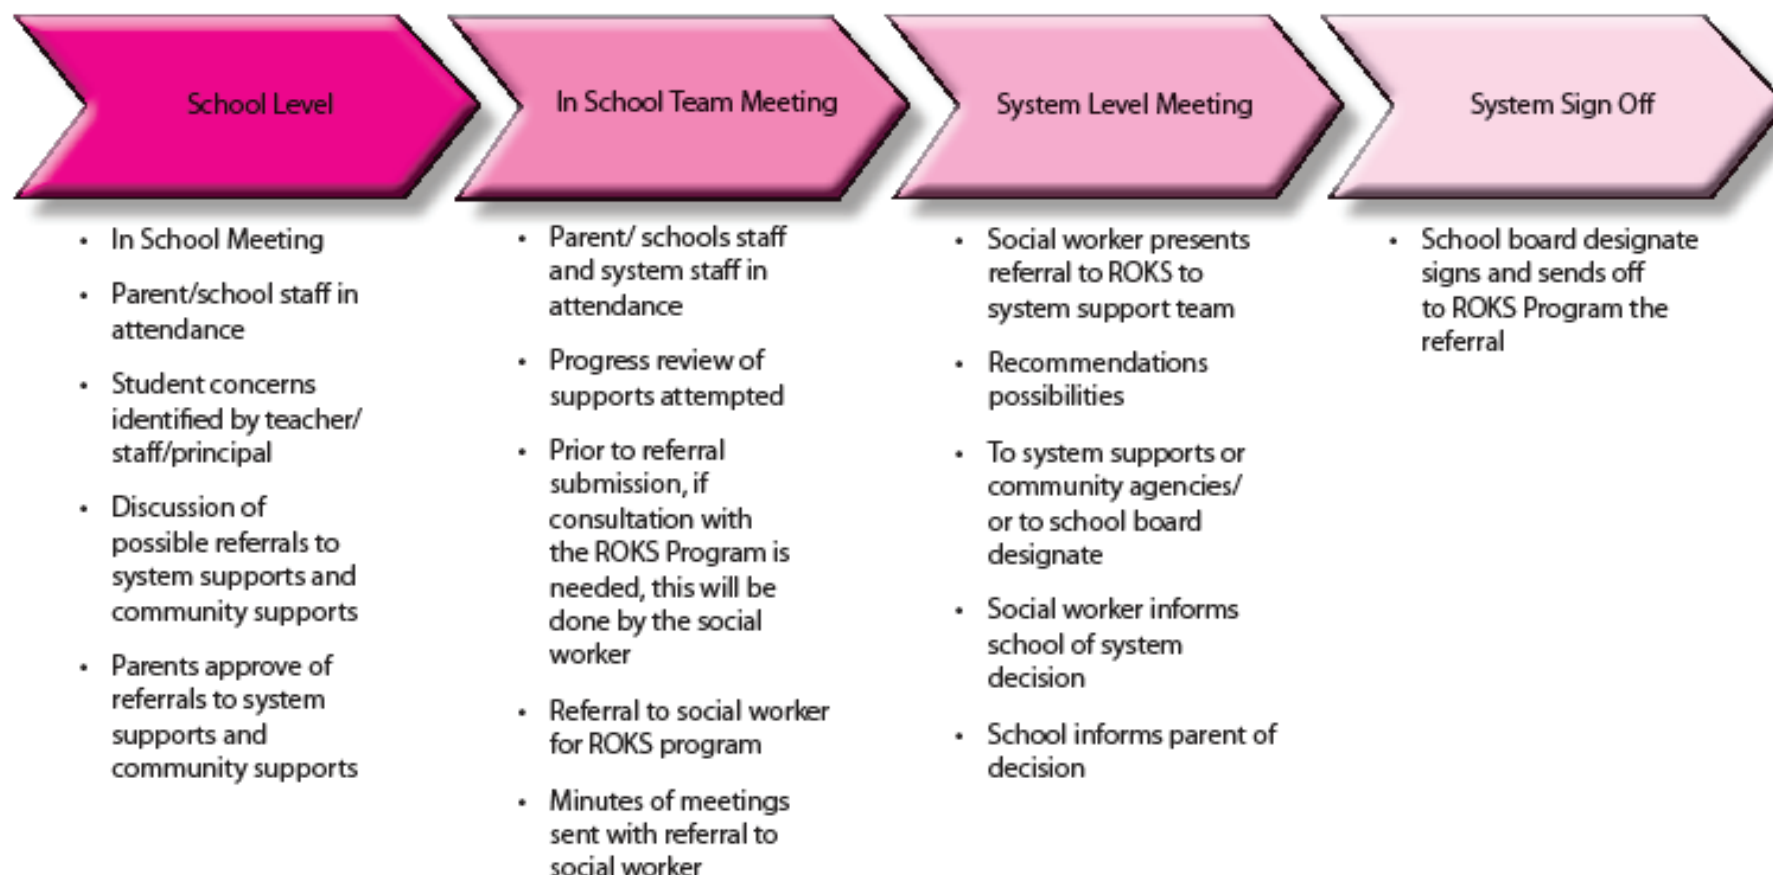 School Level
In School Team Meeting
System Level Meeting
System Sign Off
• In School Meeting
• Parent/school staff in
attendance
• Student concerns
identified by teacher/
staff/principal
• Discussion of
possible referrals to
system supports and
community supports
• Parents approve of
referrals to system
supports and
community supports
• Parent/ schools staff
and system staff in
attendance
• Progress review of
supports attempted
• Prior to referral
submission, if
consultation with
the ROKS Program is
needed, this will be
done by the social
worker
• Referral to social worker
for ROKS program
• Minutes of meetings
sent with referral to
social worker
• Social worker presents
referral to ROKS to
system support team
• Recommendations
possibilities
• To system supports or
community agencies/
or to school board
designate
• Social worker informs
school of system
decision
• School informs parent of
decision
• School board designate
signs and sends off
to ROKS Program the
referral